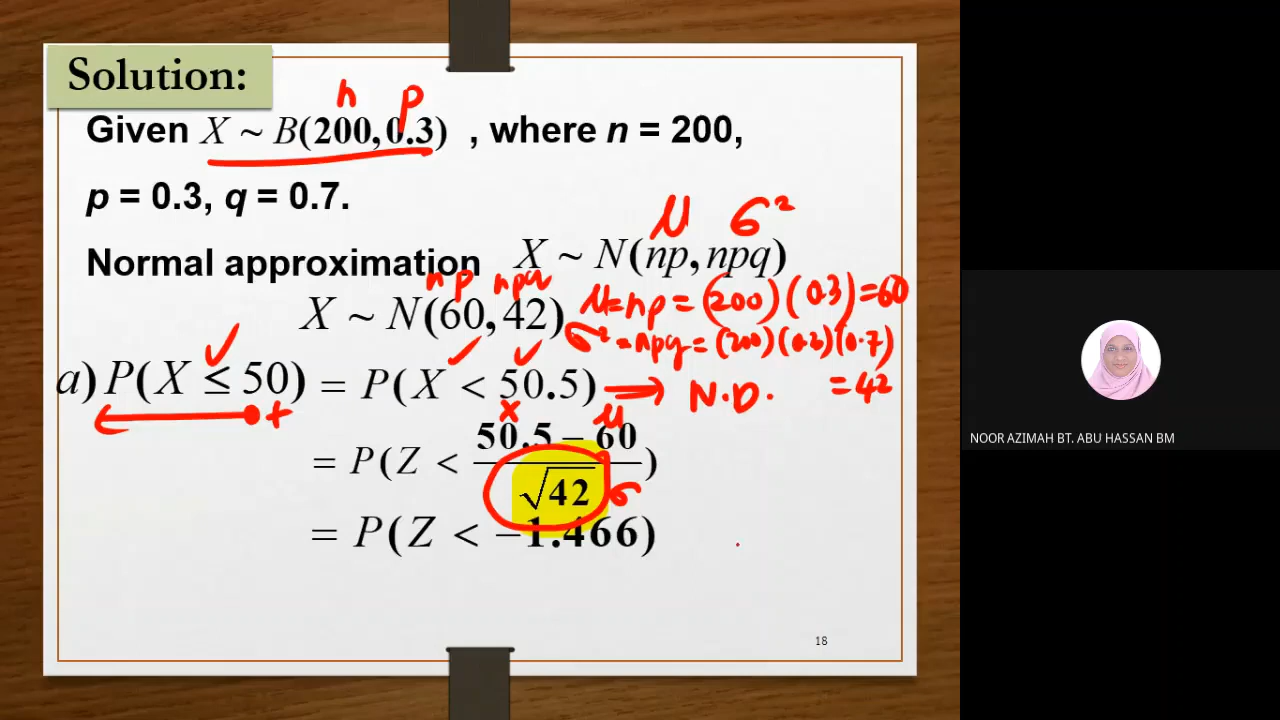 Solution:
n p
Given X ~ B(200,0.3) , where n = 200,
p = 0.3, q = 0.7.
μ σ²
Normal approximation X ~ N(np,npq)
np npq
X ~ N(60,42)
μ=np = (200)(0.3)=60
σ² = npq = (200)(0.3)(0.7)
= 42
a) P(X ≤ 50) = P(X < 50.5) → N.D.
+
x μ
= P(Z < 50.5 – 60 / √42)
σ
= P(Z < –1.466)
18
NOOR AZIMAH BT. ABU HASSAN BM